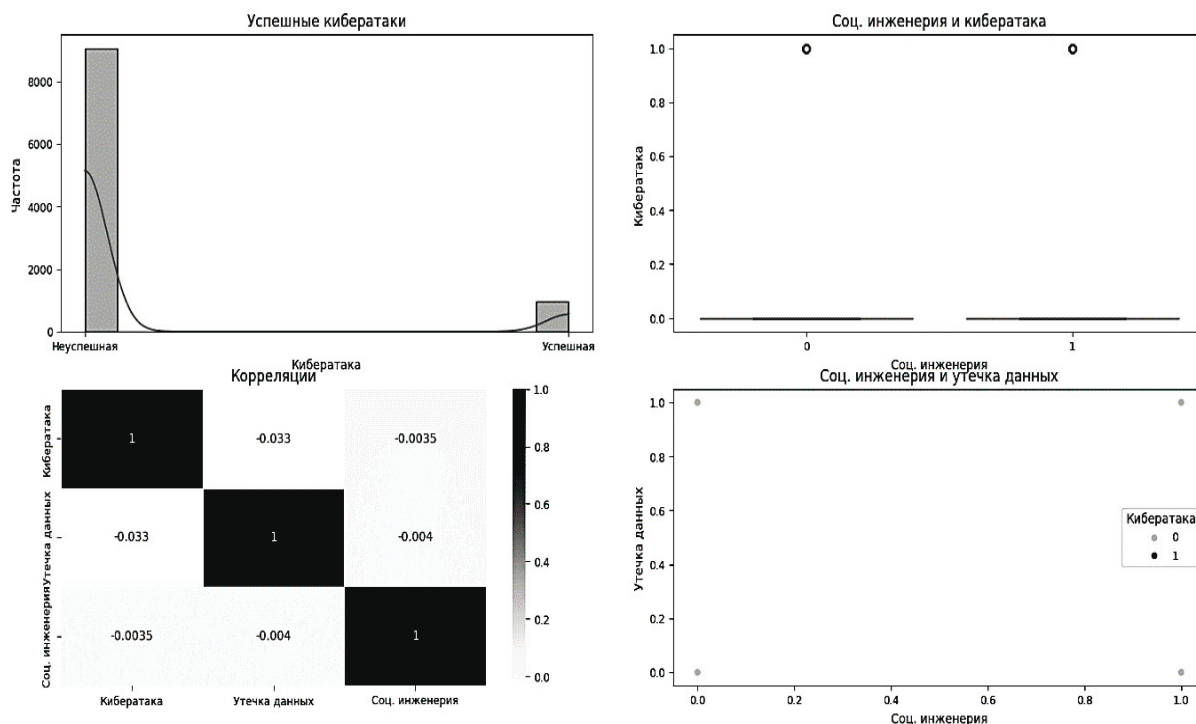 Успешные кибератаки
Частота
8000
6000
4000
2000
0
Неуспешная
Успешная
Кибератака
Соц. инженерия и кибератака
Кибератака
1.0
0.8
0.6
0.4
0.2
0.0
0
1
Соц. инженерия
Корреляции
Кибератака
Утечка данных
Соц. инженерия
1
-0.033
-0.0035
-0.033
1
-0.004
-0.0035
-0.004
1
Кибератака
Утечка данных
Соц. инженерия
1.0
0.8
0.6
0.4
0.2
0.0
Соц. инженерия и утечка данных
Утечка данных
1.0
0.8
0.6
0.4
0.2
0.0
Кибератака
0
1
0.0
0.2
0.4
0.6
0.8
1.0
Соц. инженерия